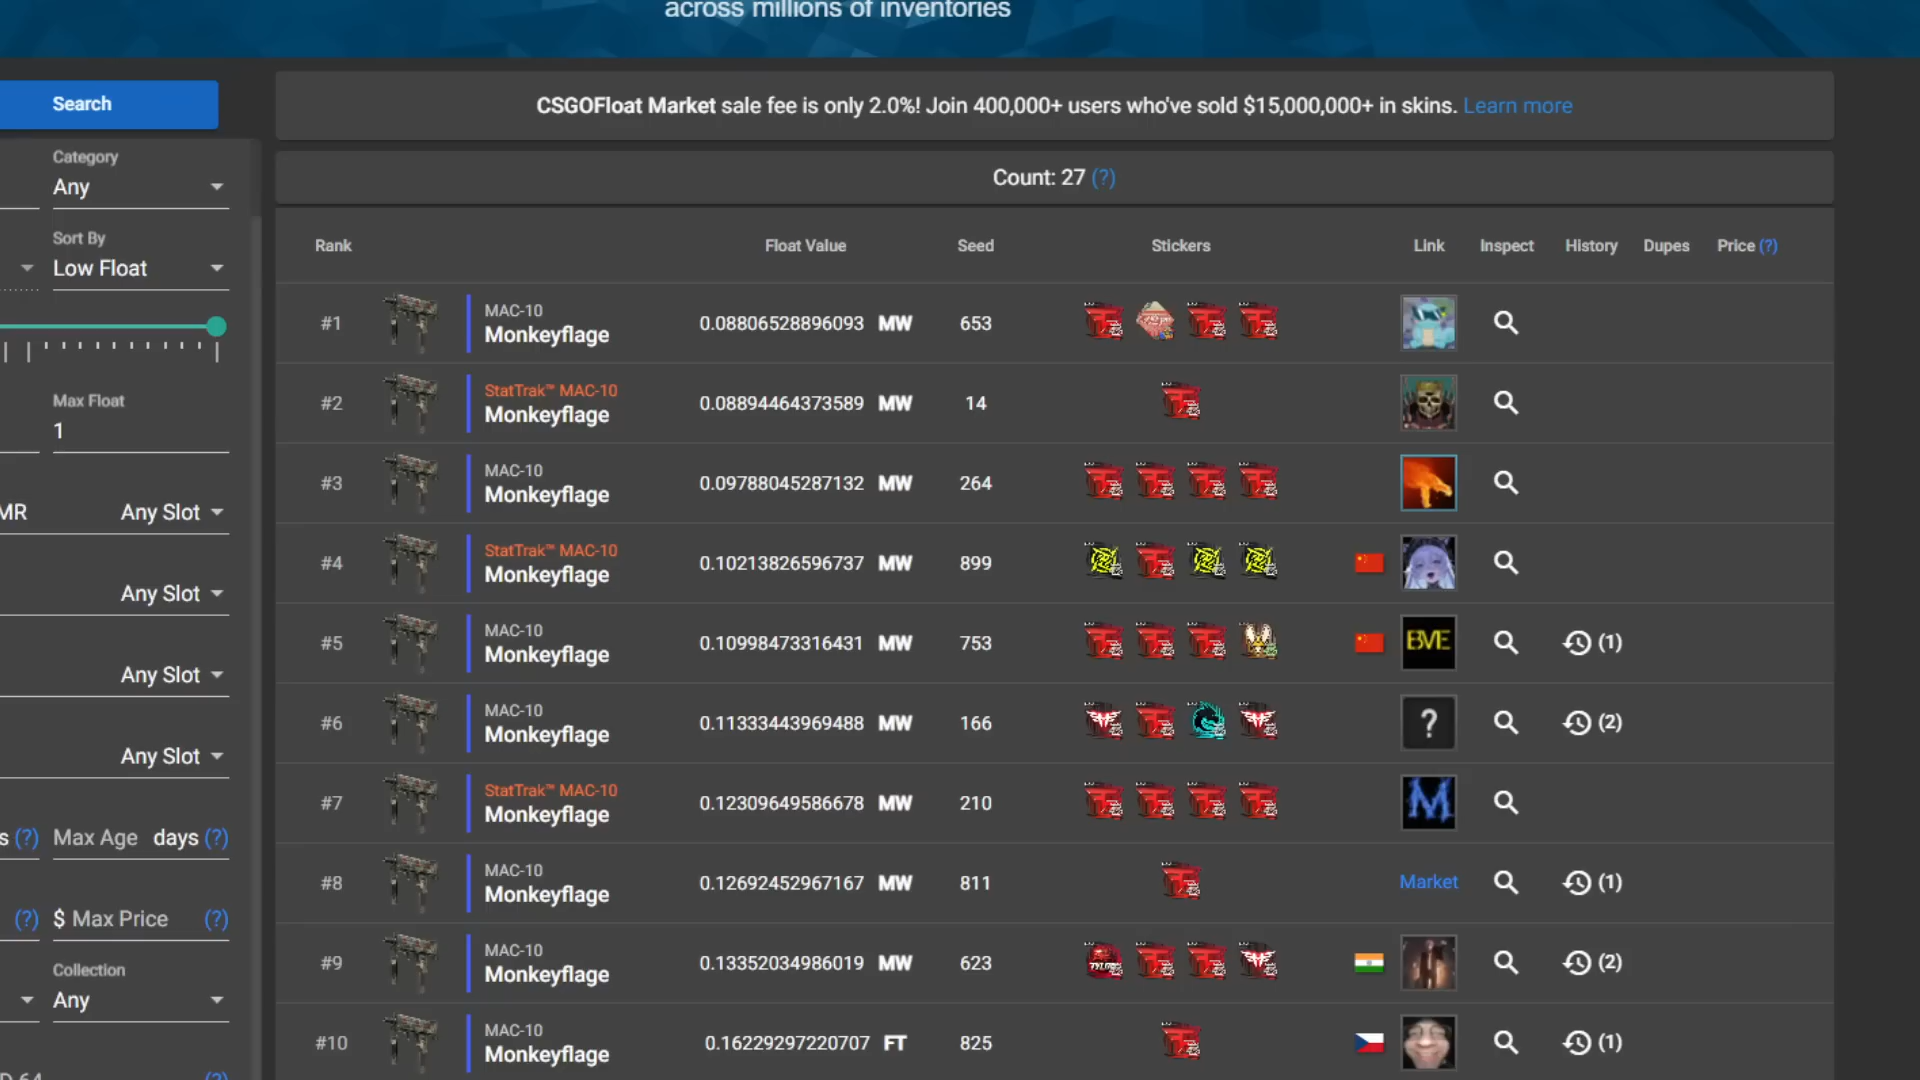 across millions of inventories
Search
CSGOFloat Market sale fee is only 2.0%! Join 400,000+ users who've sold $15,000,000+ in skins. Learn more
Count: 27 (?)
Category
Any
Sort By
Low Float
Max Float
1
MR Any Slot
Any Slot
Any Slot
Any Slot
s (?) Max Age days (?)
(?) $ Max Price (?)
Collection
Any
Rank Float Value Seed Stickers Link Inspect History Dupes Price (?)
#1 MAC-10 Monkeyflage 0.08806528896093 MW 653
#2 StatTrak™ MAC-10 Monkeyflage 0.08894464373589 MW 14
#3 MAC-10 Monkeyflage 0.09788045287132 MW 264
#4 StatTrak™ MAC-10 Monkeyflage 0.10213826596737 MW 899
#5 MAC-10 Monkeyflage 0.10998473316431 MW 753 BVE (1)
#6 MAC-10 Monkeyflage 0.11333443969488 MW 166 ? (2)
#7 StatTrak™ MAC-10 Monkeyflage 0.12309649586678 MW 210 M
#8 MAC-10 Monkeyflage 0.12692452967167 MW 811 Market (1)
#9 MAC-10 Monkeyflage 0.13352034986019 MW 623 (2)
#10 MAC-10 Monkeyflage 0.16229297220707 FT 825 (1)